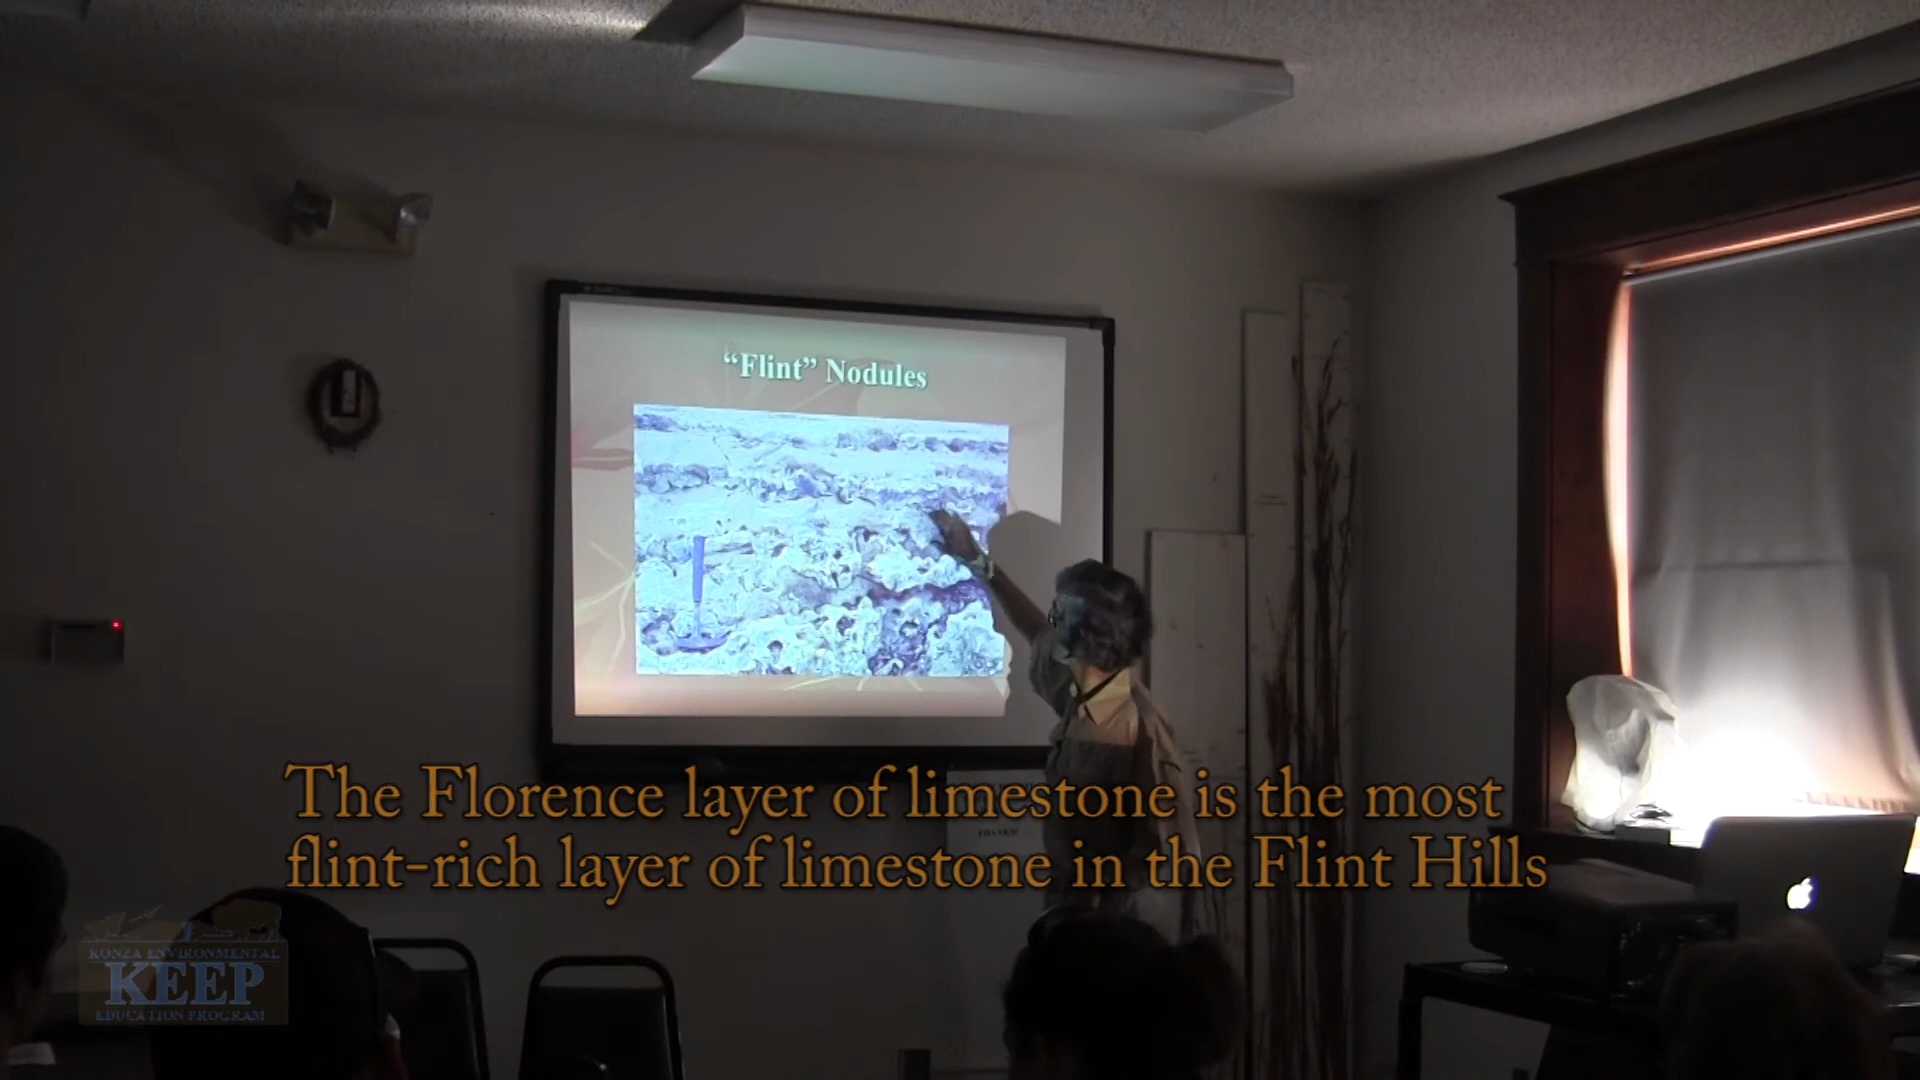 “Flint” Nodules
The Florence layer of limestone is the most
flint-rich layer of limestone in the Flint Hills
THANKS!
KONZA ENVIRONMENTAL
KEEP
EDUCATION PROGRAM